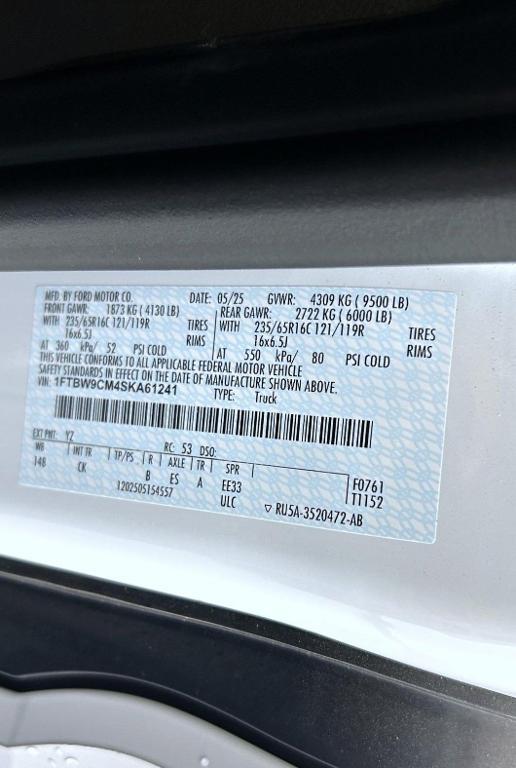 MFD. BY FORD MOTOR CO. DATE: 05/25 GVWR: 4309 KG ( 9500 LB)
FRONT GAWR: 1873 KG ( 4130 LB) REAR GAWR: 2722 KG ( 6000 LB)
WITH 235/65R16C 121/119R TIRES WITH 235/65R16C 121/119R TIRES
16x6.5J RIMS 16x6.5J RIMS
AT 360 kPa/ 52 PSI COLD AT 550 kPa/ 80 PSI COLD
THIS VEHICLE CONFORMS TO ALL APPLICABLE FEDERAL MOTOR VEHICLE
SAFETY STANDARDS IN EFFECT ON THE DATE OF MANUFACTURE SHOWN ABOVE.
VIN: 1FTBW9CM4SKA61241 TYPE: Truck
EXT PNT: YZ RC: 53 DSO:
WB INT TR TP/PS R AXLE TR SPR
148 CK B ES A EE33
ULC
F0761
T1152
1202505154557
▽ RU5A-3520472-AB